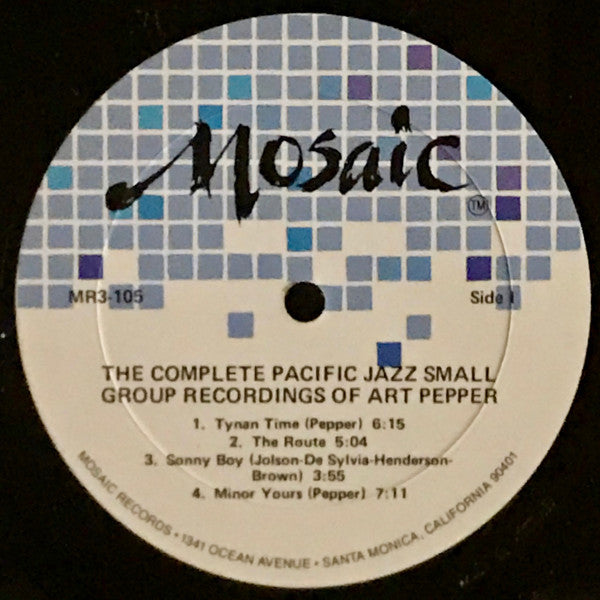 Mosaic
TM
MR3-105
Side I
THE COMPLETE PACIFIC JAZZ SMALL
GROUP RECORDINGS OF ART PEPPER
1. Tynan Time (Pepper) 6:15
2. The Route 5:04
3. Sonny Boy (Jolson-De Sylvia-Henderson-
Brown) 3:55
4. Minor Yours (Pepper) 7:11
MOSAIC RECORDS • 1341 OCEAN AVENUE • SANTA MONICA, CALIFORNIA 90401